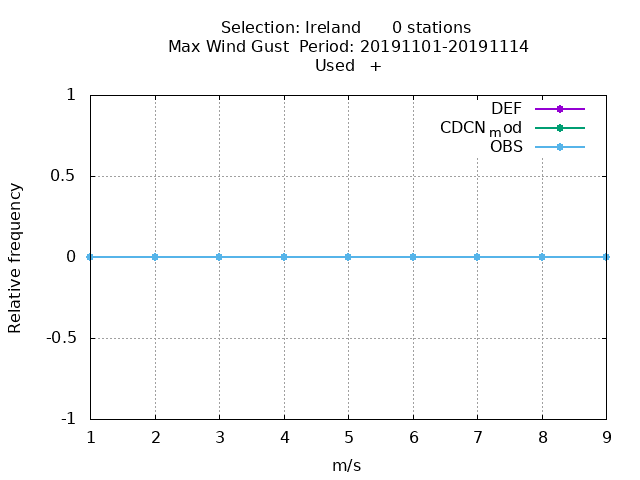 Selection: Ireland      0 stations
Max Wind Gust  Period: 20191101-20191114
Used   +
1
DEF
CDCN_mod
OBS
0.5
0
-0.5
-1
Relative frequency
1 2 3 4 5 6 7 8 9
m/s